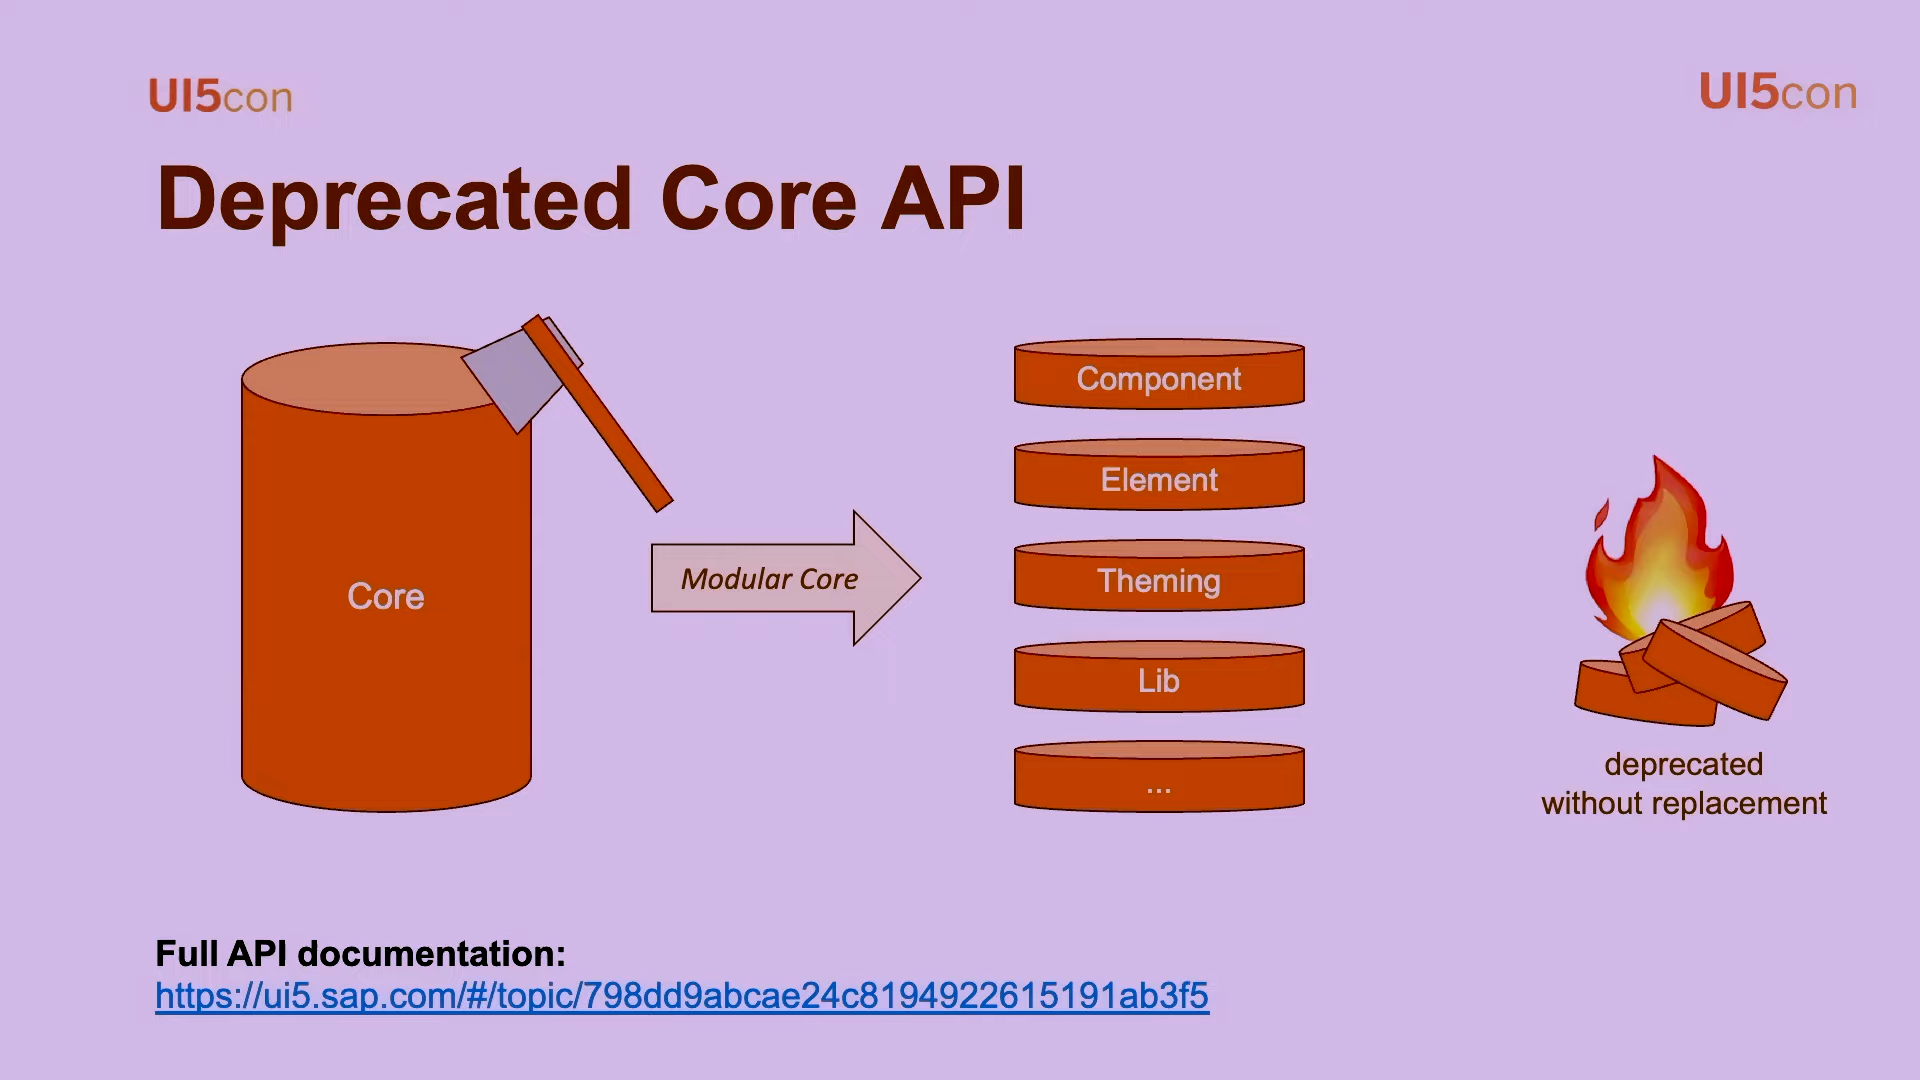 UI5con
UI5con
Deprecated Core API
Core
Modular Core
Component
Element
Theming
Lib
...
deprecated
without replacement
Full API documentation:
https://ui5.sap.com/#/topic/798dd9abcae24c8194922615191ab3f5